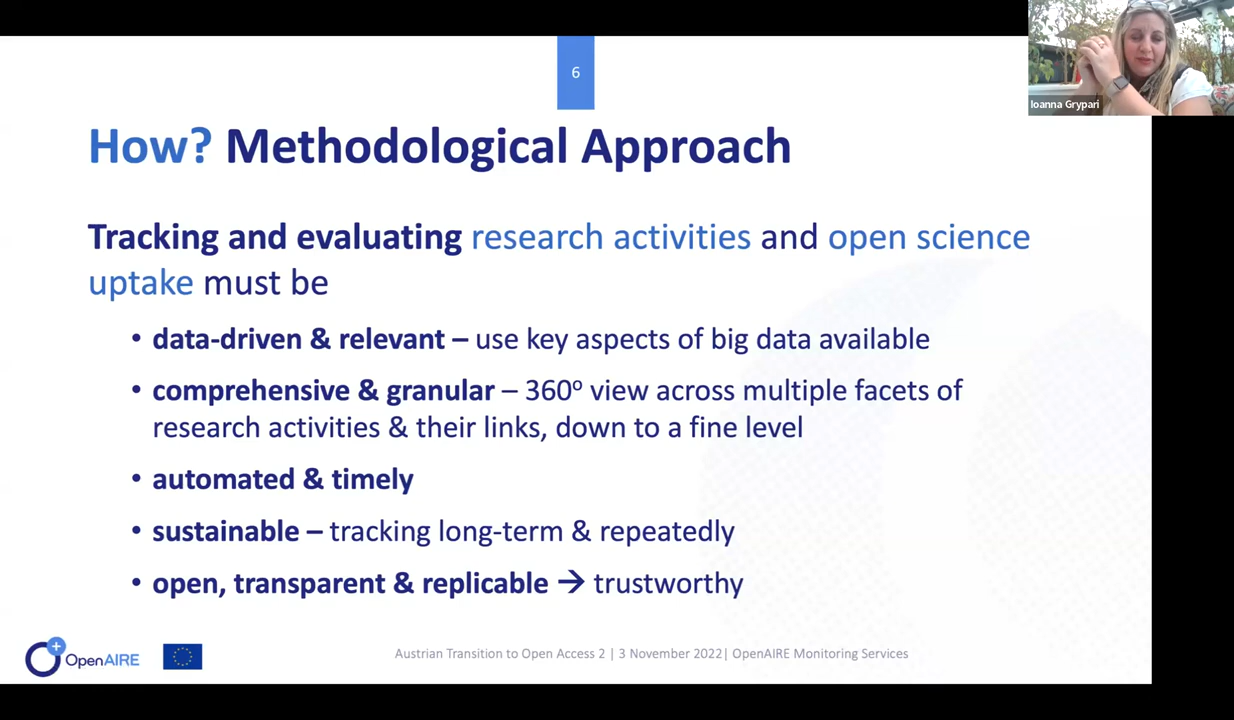 6
Ioanna Grypari
How? Methodological Approach
Tracking and evaluating research activities and open science
uptake must be
• data-driven & relevant – use key aspects of big data available
• comprehensive & granular – 360º view across multiple facets of
research activities & their links, down to a fine level
• automated & timely
• sustainable – tracking long-term & repeatedly
• open, transparent & replicable → trustworthy
OpenAIRE
Austrian Transition to Open Access 2 | 3 November 2022| OpenAIRE Monitoring Services